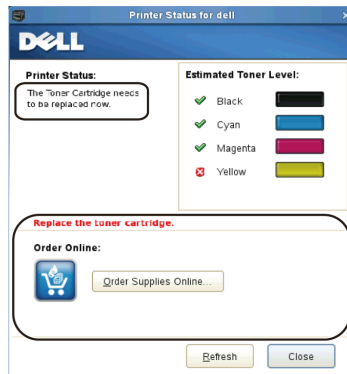 Printer Status for dell
DELL
Printer Status:
The Toner Cartridge needs
to be replaced now.
Estimated Toner Level:
Black
Cyan
Magenta
Yellow
Replace the toner cartridge.
Order Online:
Order Supplies Online...
Refresh
Close